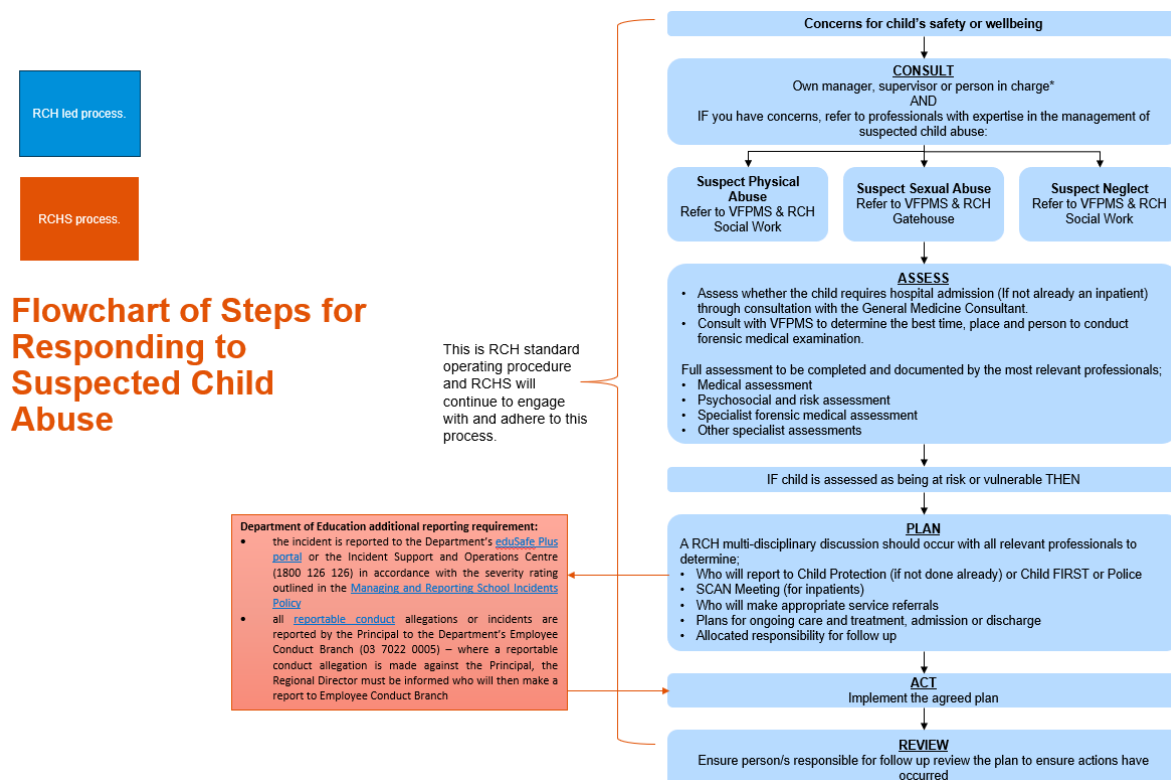 RCH led process.
RCHS process.
Flowchart of Steps for
Responding to
Suspected Child
Abuse
This is RCH standard
operating procedure
and RCHS will
continue to engage
with and adhere to this
process.
Concerns for child's safety or wellbeing
CONSULT
Own manager, supervisor or person in charge*
AND
IF you have concerns, refer to professionals with expertise in the management of
suspected child abuse:
Suspect Physical
Abuse
Refer to VFPMS & RCH
Social Work
Suspect Sexual Abuse
Refer to VFPMS & RCH
Gatehouse
Suspect Neglect
Refer to VFPMS & RCH
Social Work
ASSESS
• Assess whether the child requires hospital admission (If not already an inpatient)
through consultation with the General Medicine Consultant.
• Consult with VFPMS to determine the best time, place and person to conduct
forensic medical examination.
Full assessment to be completed and documented by the most relevant professionals;
• Medical assessment
• Psychosocial and risk assessment
• Specialist forensic medical assessment
• Other specialist assessments
IF child is assessed as being at risk or vulnerable THEN
PLAN
A RCH multi-disciplinary discussion should occur with all relevant professionals to
determine;
• Who will report to Child Protection (if not done already) or Child FIRST or Police
• SCAN Meeting (for inpatients)
• Who will make appropriate service referrals
• Plans for ongoing care and treatment, admission or discharge
• Allocated responsibility for follow up
Department of Education additional reporting requirement:
• the incident is reported to the Department's eduSafe Plus
portal or the Incident Support and Operations Centre
(1800 126 126) in accordance with the severity rating
outlined in the Managing and Reporting School Incidents
Policy
• all reportable conduct allegations or incidents are
reported by the Principal to the Department's Employee
Conduct Branch (03 7022 0005) – where a reportable
conduct allegation is made against the Principal, the
Regional Director must be informed who will then make a
report to Employee Conduct Branch
ACT
Implement the agreed plan
REVIEW
Ensure person/s responsible for follow up review the plan to ensure actions have
occurred